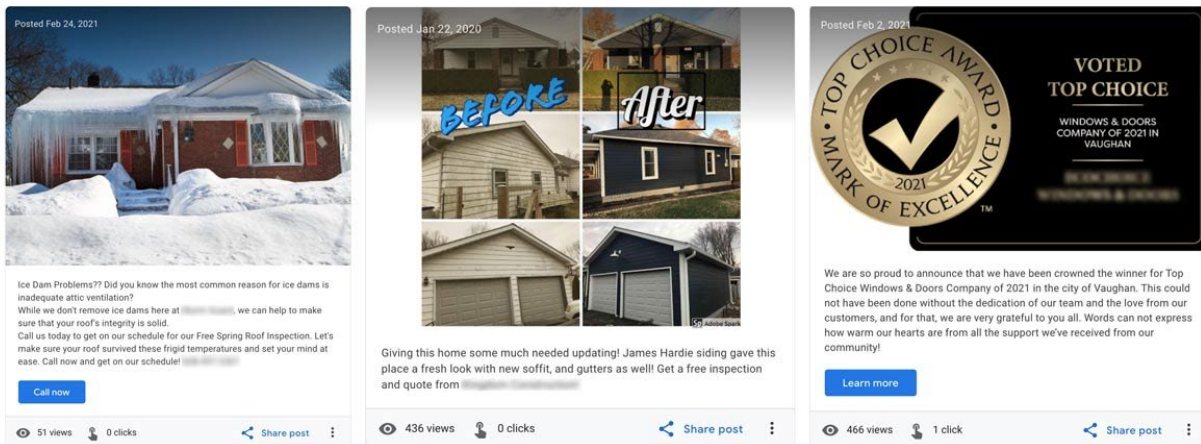 Posted Feb 24, 2021
Ice Dam Problems?? Did you know the most common reason for ice dams is
inadequate attic ventilation?
While we don't remove ice dams here at , we can help to make
sure that your roof's integrity is solid.
Call us today to get on our schedule for our Free Spring Roof Inspection. Let's
make sure your roof survived these frigid temperatures and set your mind at
ease. Call now and get on our schedule!
Call now
51 views
0 clicks
Share post
Posted Jan 22, 2020
BEFORE
After
Sp Adobe Spark
Giving this home some much needed updating! James Hardie siding gave this
place a fresh look with new soffit, and gutters as well! Get a free inspection
and quote from
436 views
0 clicks
Share post
Posted Feb 2, 2021
TOP CHOICE AWARD
2021
MARK OF EXCELLENCE
TM
VOTED
TOP CHOICE
WINDOWS & DOORS
COMPANY OF 2021 IN
VAUGHAN
We are so proud to announce that we have been crowned the winner for Top
Choice Windows & Doors Company of 2021 in the city of Vaughan. This could
not have been done without the dedication of our team and the love from our
customers, and for that, we are very grateful to you all. Words can not express
how warm our hearts are from all the support we've received from our
community!
Learn more
466 views
1 click
Share post